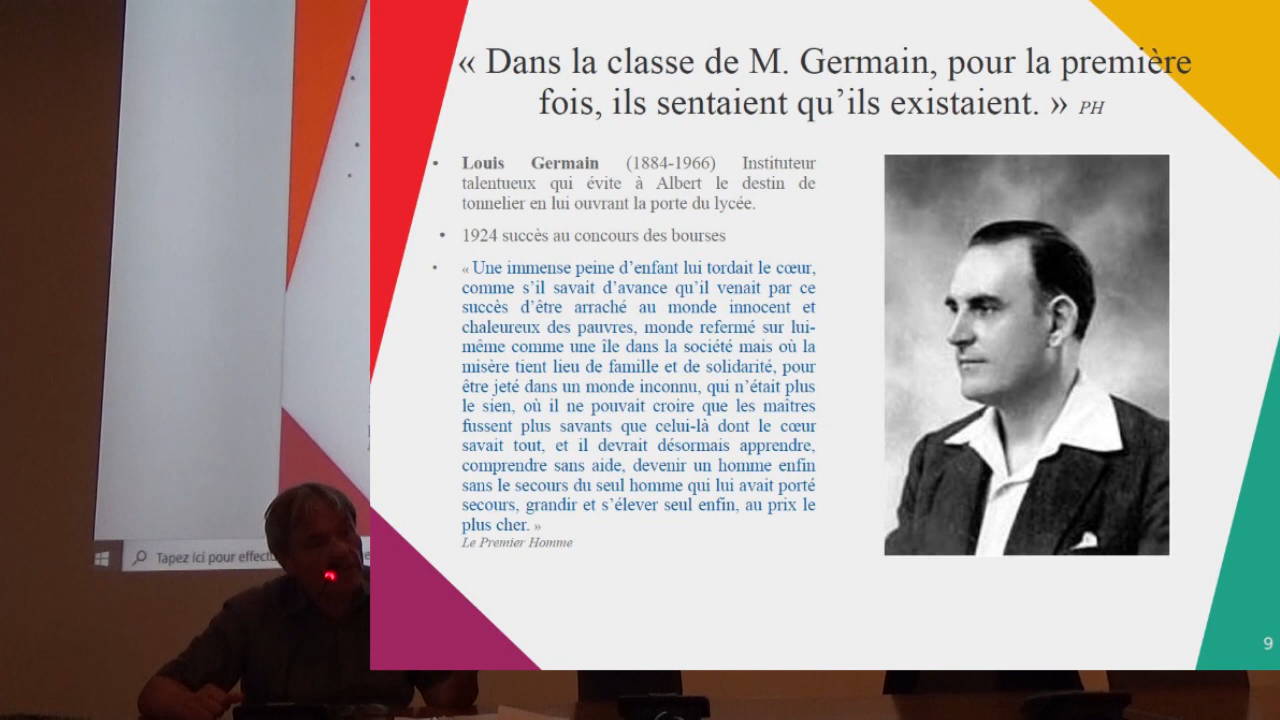 « Dans la classe de M. Germain, pour la première
fois, ils sentaient qu’ils existaient. » PH
• Louis Germain (1884-1966) Instituteur
talentueux qui évite à Albert le destin de
tonnelier en lui ouvrant la porte du lycée.
• 1924 succès au concours des bourses
• « Une immense peine d’enfant lui tordait le cœur,
comme s’il savait d’avance qu’il venait par ce
succès d’être arraché au monde innocent et
chaleureux des pauvres, monde refermé sur lui-
même comme une île dans la société mais où la
misère tient lieu de famille et de solidarité, pour
être jeté dans un monde inconnu, qui n’était plus
le sien, où il ne pouvait croire que les maîtres
fussent plus savants que celui-là dont le cœur
savait tout, et il devrait désormais apprendre,
comprendre sans aide, devenir un homme enfin
sans le secours du seul homme qui lui avait porté
secours, grandir et s’élever seul enfin, au prix le
plus cher. »
Le Premier Homme
9
Tapez ici pour